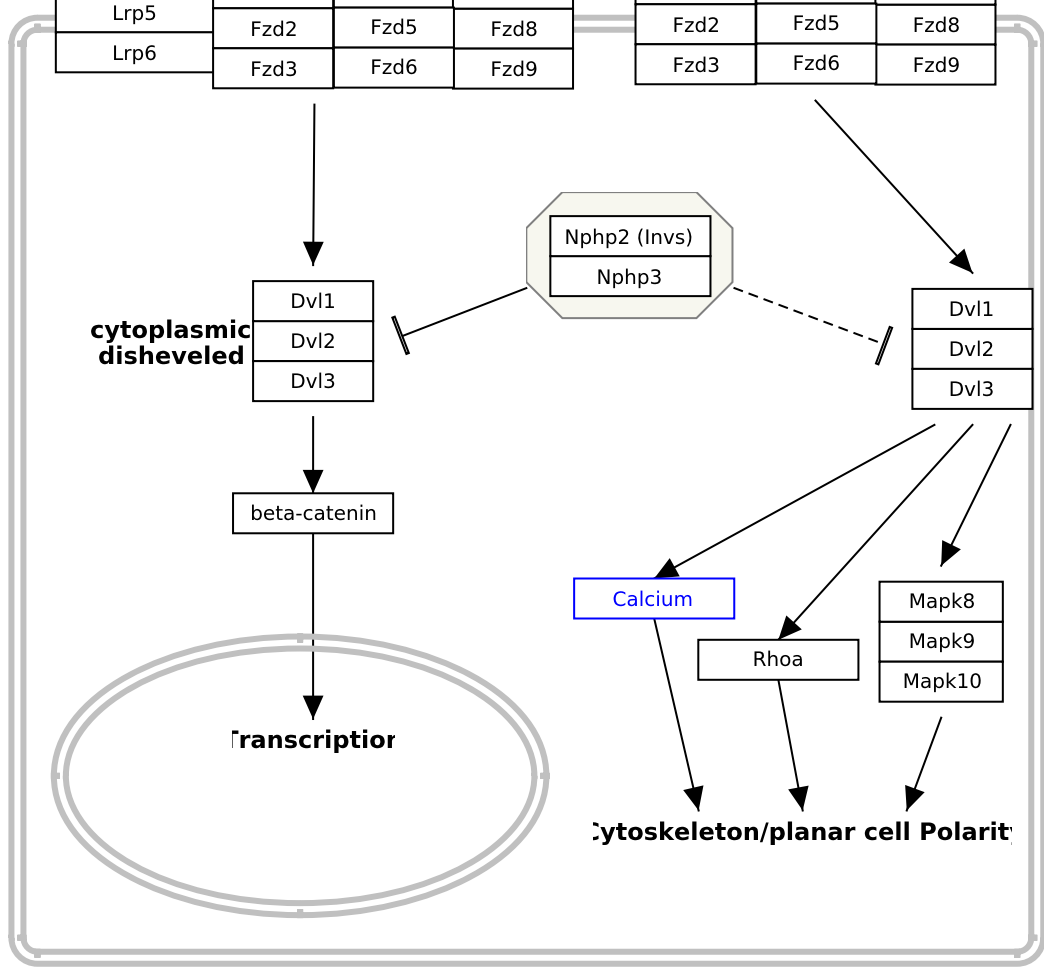 Lrp5
Lrp6
Fzd2
Fzd3
Fzd5
Fzd6
Fzd8
Fzd9
Fzd2
Fzd3
Fzd5
Fzd6
Fzd8
Fzd9
Nphp2 (Invs)
Nphp3
cytoplasmic
disheveled
Dvl1
Dvl2
Dvl3
Dvl1
Dvl2
Dvl3
beta-catenin
Calcium
Rhoa
Mapk8
Mapk9
Mapk10
Transcription
Cytoskeleton/planar cell Polarity